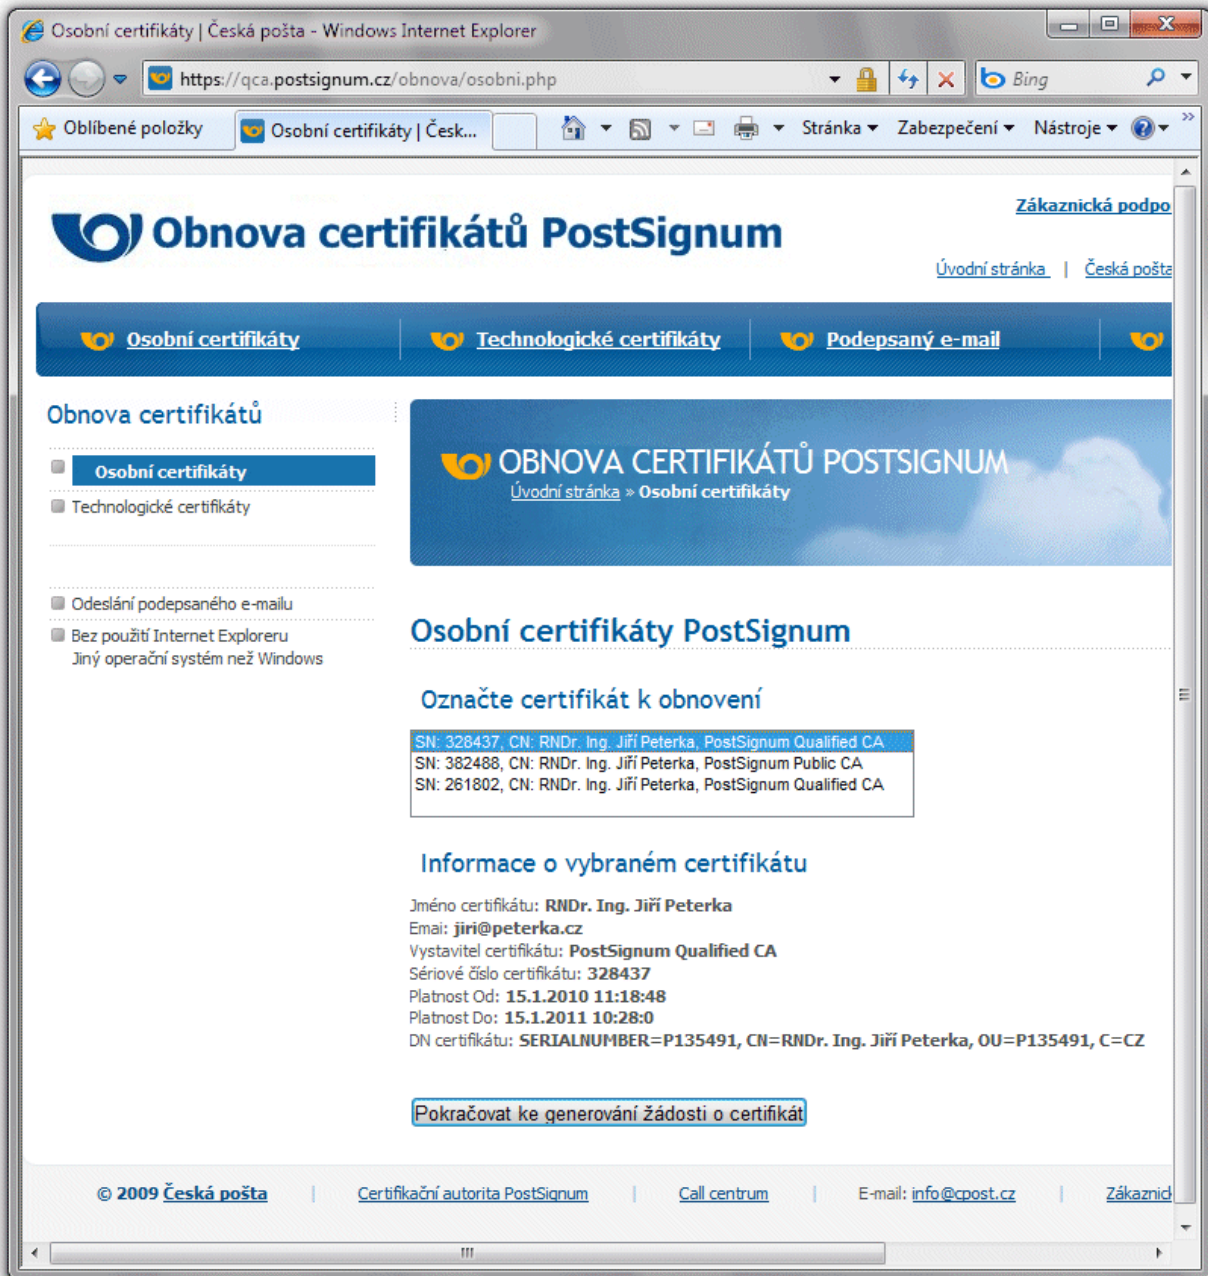 Osobní certifikáty | Česká pošta - Windows Internet Explorer
https://qca.postsignum.cz/obnova/osobni.php
Bing
Oblíbené položky
Osobní certifikáty | Česk...
Stránka
Zabezpečení
Nástroje
Zákaznická podpo
Obnova certifikátů PostSignum
Úvodní stránka | Česká pošta
Osobní certifikáty
Technologické certifikáty
Podepsaný e-mail
Obnova certifikátů
Osobní certifikáty
Technologické certifikáty
Odeslání podepsaného e-mailu
Bez použití Internet Exploreru
Jiný operační systém než Windows
OBNOVA CERTIFIKÁTŮ POSTSIGNUM
Úvodní stránka » Osobní certifikáty
Osobní certifikáty PostSignum
Označte certifikát k obnovení
SN: 328437, CN: RNDr. Ing. Jiří Peterka, PostSignum Qualified CA
SN: 382488, CN: RNDr. Ing. Jiří Peterka, PostSignum Public CA
SN: 261802, CN: RNDr. Ing. Jiří Peterka, PostSignum Qualified CA
Informace o vybraném certifikátu
Jméno certifikátu: RNDr. Ing. Jiří Peterka
Emai: jiri@peterka.cz
Vystavitel certifikátu: PostSignum Qualified CA
Sériové číslo certifikátu: 328437
Platnost Od: 15.1.2010 11:18:48
Platnost Do: 15.1.2011 10:28:0
DN certifikátu: SERIALNUMBER=P135491, CN=RNDr. Ing. Jiří Peterka, OU=P135491, C=CZ
Pokračovat ke generování žádosti o certifikát
© 2009 Česká pošta | Certifikační autorita PostSignum | Call centrum | E-mail: info@cpost.cz | Zákaznick